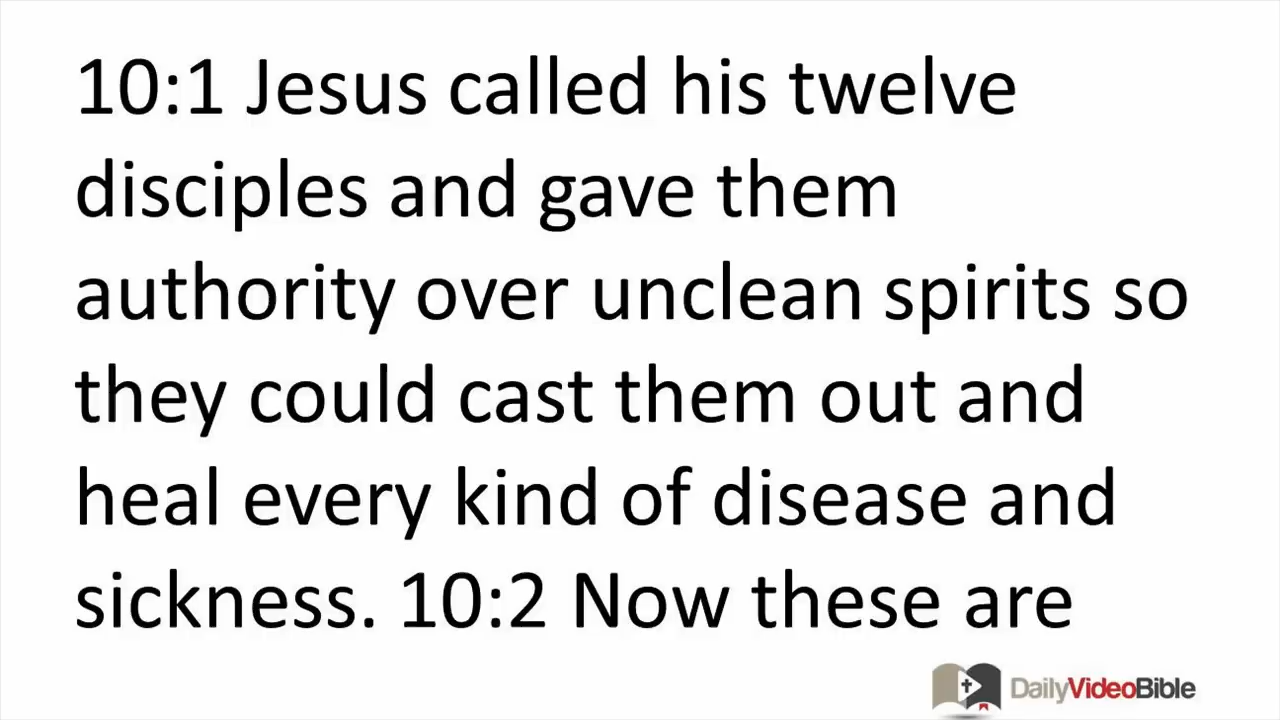 10:1 Jesus called his twelve
disciples and gave them
authority over unclean spirits so
they could cast them out and
heal every kind of disease and
sickness. 10:2 Now these are
DailyVideoBible